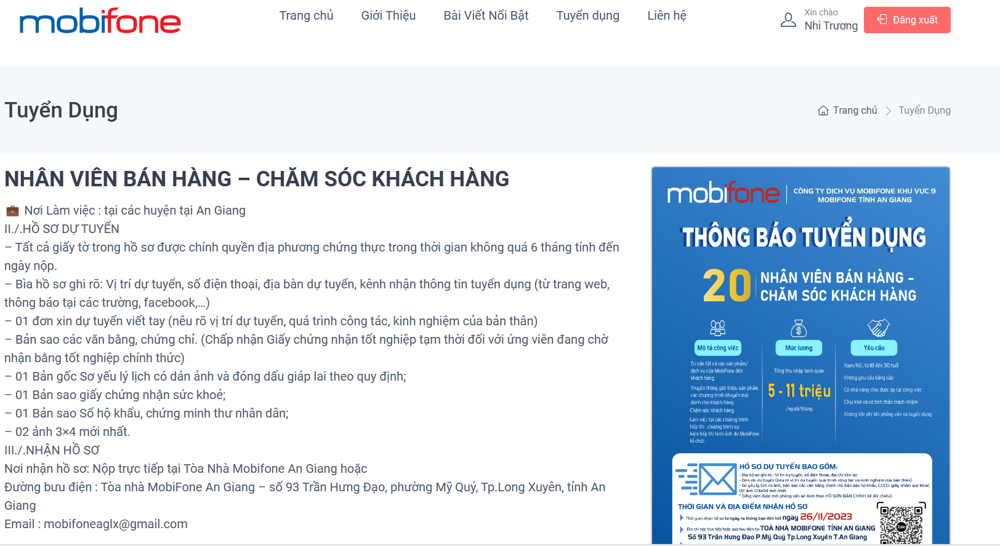 mobifone
Trang chủ
Giới Thiệu
Bài Viết Nổi Bật
Tuyển dụng
Liên hệ
Xin chào
Nhi Trương
Đăng xuất
Tuyển Dụng
Trang chủ
Tuyển Dụng
NHÂN VIÊN BÁN HÀNG – CHĂM SÓC KHÁCH HÀNG
Nơi Làm việc : tại các huyện tại An Giang
II./.HỒ SƠ DỰ TUYỂN
– Tất cả giấy tờ trong hồ sơ được chính quyền địa phương chứng thực trong thời gian không quá 6 tháng tính đến
ngày nộp.
– Bìa hồ sơ ghi rõ: Vị trí dự tuyển, số điện thoại, địa bàn dự tuyển, kênh nhận thông tin tuyển dụng (từ trang web,
thông báo tại các trường, facebook,…)
– 01 đơn xin dự tuyển viết tay (nêu rõ vị trí dự tuyển, quá trình công tác, kinh nghiệm của bản thân)
– Bản sao các văn bằng, chứng chỉ. (Chấp nhận Giấy chứng nhận tốt nghiệp tạm thời đối với ứng viên đang chờ
nhận bằng tốt nghiệp chính thức)
– 01 Bản gốc Sơ yếu lý lịch có dán ảnh và đóng dấu giáp lai theo quy định;
– 01 Bản sao giấy chứng nhận sức khoẻ;
– 01 Bản sao Sổ hộ khẩu, chứng minh thư nhân dân;
– 02 ảnh 3×4 mới nhất.
III./.NHẬN HỒ SƠ
Nơi nhận hồ sơ: Nộp trực tiếp tại Tòa Nhà Mobifone An Giang hoặc
Đường bưu điện : Tòa nhà MobiFone An Giang – số 93 Trần Hưng Đạo, phường Mỹ Quý, Tp.Long Xuyên, tỉnh An
Giang
Email : mobifoneaglx@gmail.com
mobifone
CÔNG TY DỊCH VỤ MOBIFONE KHU VỰC 9
MOBIFONE TỈNH AN GIANG
THÔNG BÁO TUYỂN DỤNG
20
NHÂN VIÊN BÁN HÀNG -
CHĂM SÓC KHÁCH HÀNG
Mô tả công việc
Tư vấn tất cả các sản phẩm/
dịch vụ của MobiFone đến
khách hàng
Truyền thông giới thiệu sản phẩm
các chương trình khuyến mãi
dành cho khách hàng.
Chăm sóc khách hàng
Làm việc tại các chương trình
tiếp thị , chương trình sự
kiện tiếp thị hình ảnh do MobiFone
tổ chức.
Mức lương
Tổng thu nhập bình quân
5 - 11 triệu
/người/tháng
Yêu cầu
Nam/Nữ : từ 18 đến 30 tuổi
Không yêu cầu bằng cấp
Có khả năng chịu được áp lực công việc
Chịu khó và có tinh thần trách nhiệm
Không tốn phí khi phỏng vấn và tuyển dụng
HỒ SƠ DỰ TUYỂN BAO GỒM:
- Bìa hồ sơ ghi rõ : Vị trí dự tuyển, số điện thoại, địa chỉ liên lạc
- Đơn xin dự tuyển (nêu rõ vị trí dự tuyển, quá trình công tác và kinh nghiệm của bản thân)
- Sơ yếu lý lịch có ảnh, bản sao các văn bằng chính chỉ, bản sao hộ khẩu, CCCD, giấy khám sức khoẻ,
02 ảnh 03x04 mới nhất.
* (Ứng viên được mời phỏng vấn sẽ đem theo HỒ SƠN BẢN CHÍNH để đối chiếu).
THỜI GIAN VÀ ĐỊA ĐIỂM NHẬN HỒ SƠ
Thời gian nhận hồ sơ từ ngày ra thông báo đến hết ngày 26/11/2023
Địa chỉ nộp trực tiếp hoặc qua bưu điện tại TOÀ NHÀ MOBIFONE TỈNH AN GIANG
Số 93 Trần Hưng Đạo P.Mỹ Quý Tp.Long Xuyên T.An Giang
Zalo